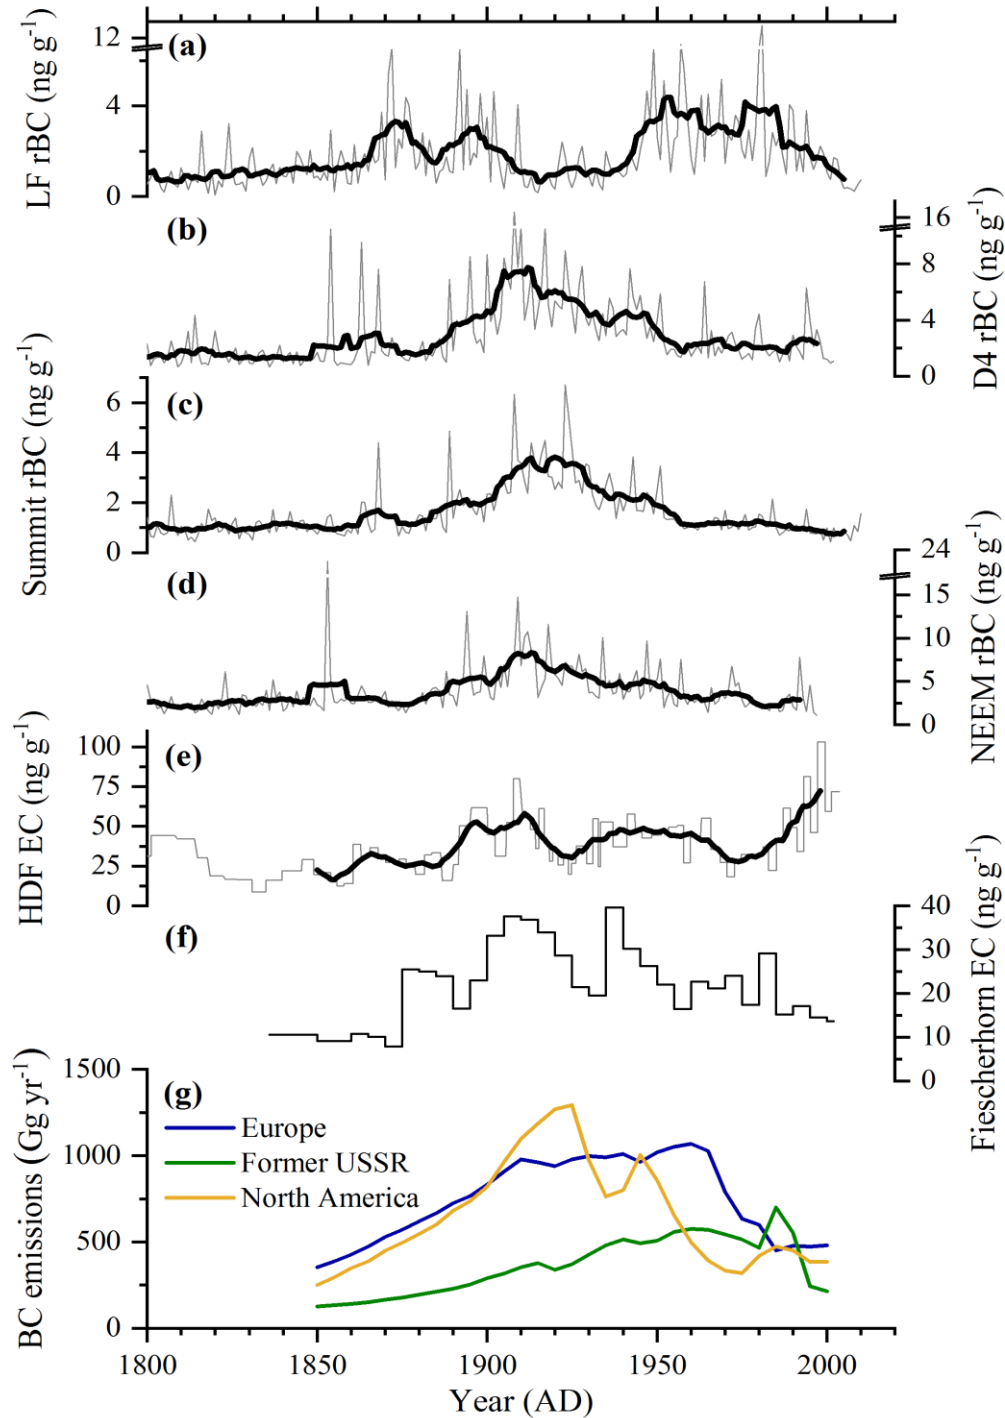 (a)
LF rBC (ng g⁻¹)
12
4
0
(b)
D4 rBC (ng g⁻¹)
16
8
4
0
(c)
Summit rBC (ng g⁻¹)
6
4
2
0
(d)
NEEM rBC (ng g⁻¹)
24
15
10
5
0
(e)
HDF EC (ng g⁻¹)
100
75
50
25
0
(f)
Fiescherhorn EC (ng g⁻¹)
40
30
20
10
0
(g)
BC emissions (Gg yr⁻¹)
1500
1000
500
0
Europe
Former USSR
North America
1800 1850 1900 1950 2000
Year (AD)